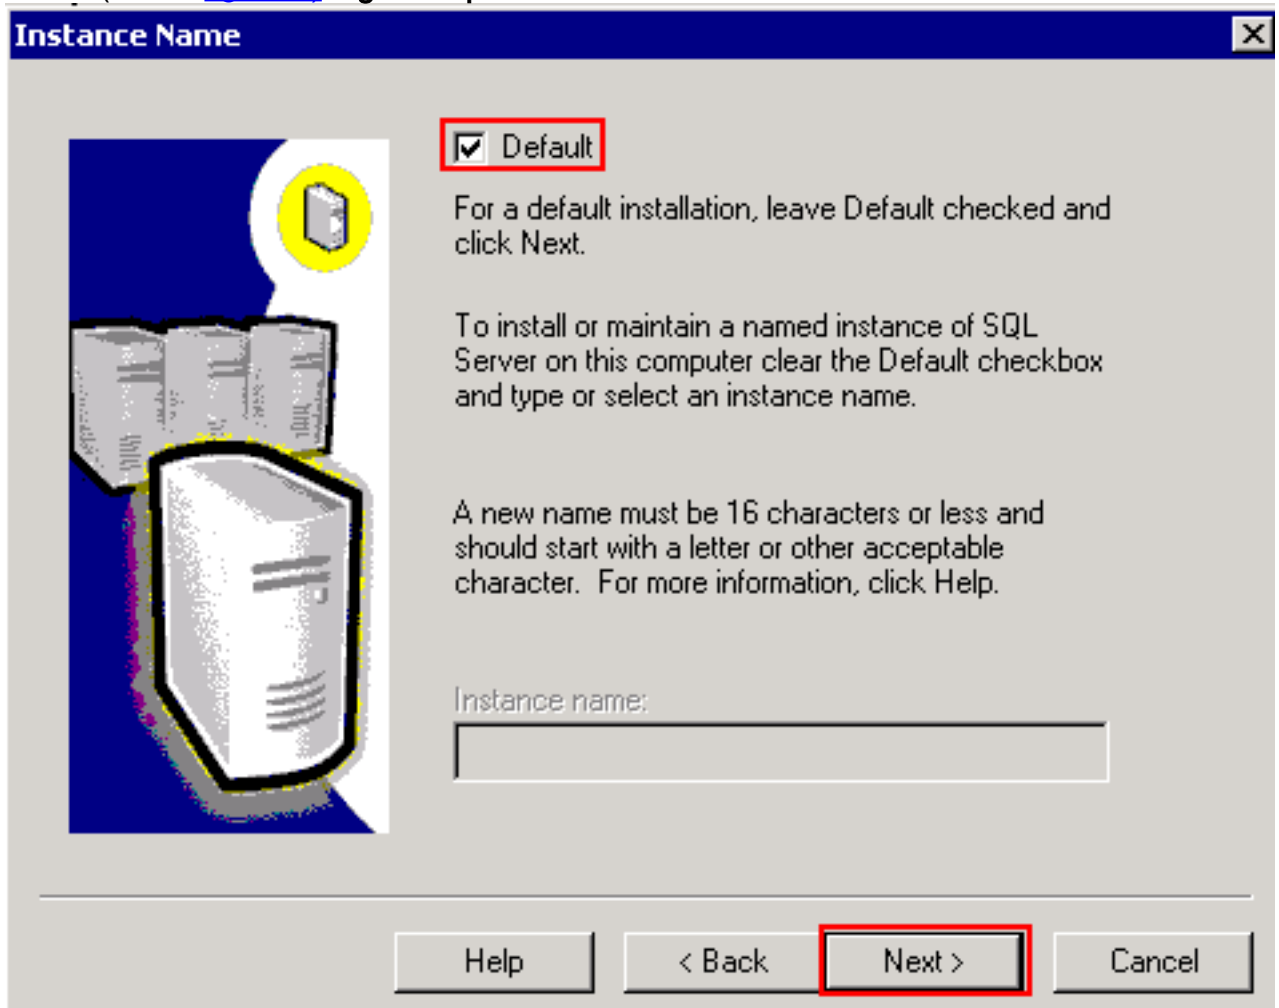 Instance Name
Default
For a default installation, leave Default checked and
click Next.
To install or maintain a named instance of SQL
Server on this computer clear the Default checkbox
and type or select an instance name.
A new name must be 16 characters or less and
should start with a letter or other acceptable
character.  For more information, click Help.
Instance name:
Help
< Back
Next >
Cancel